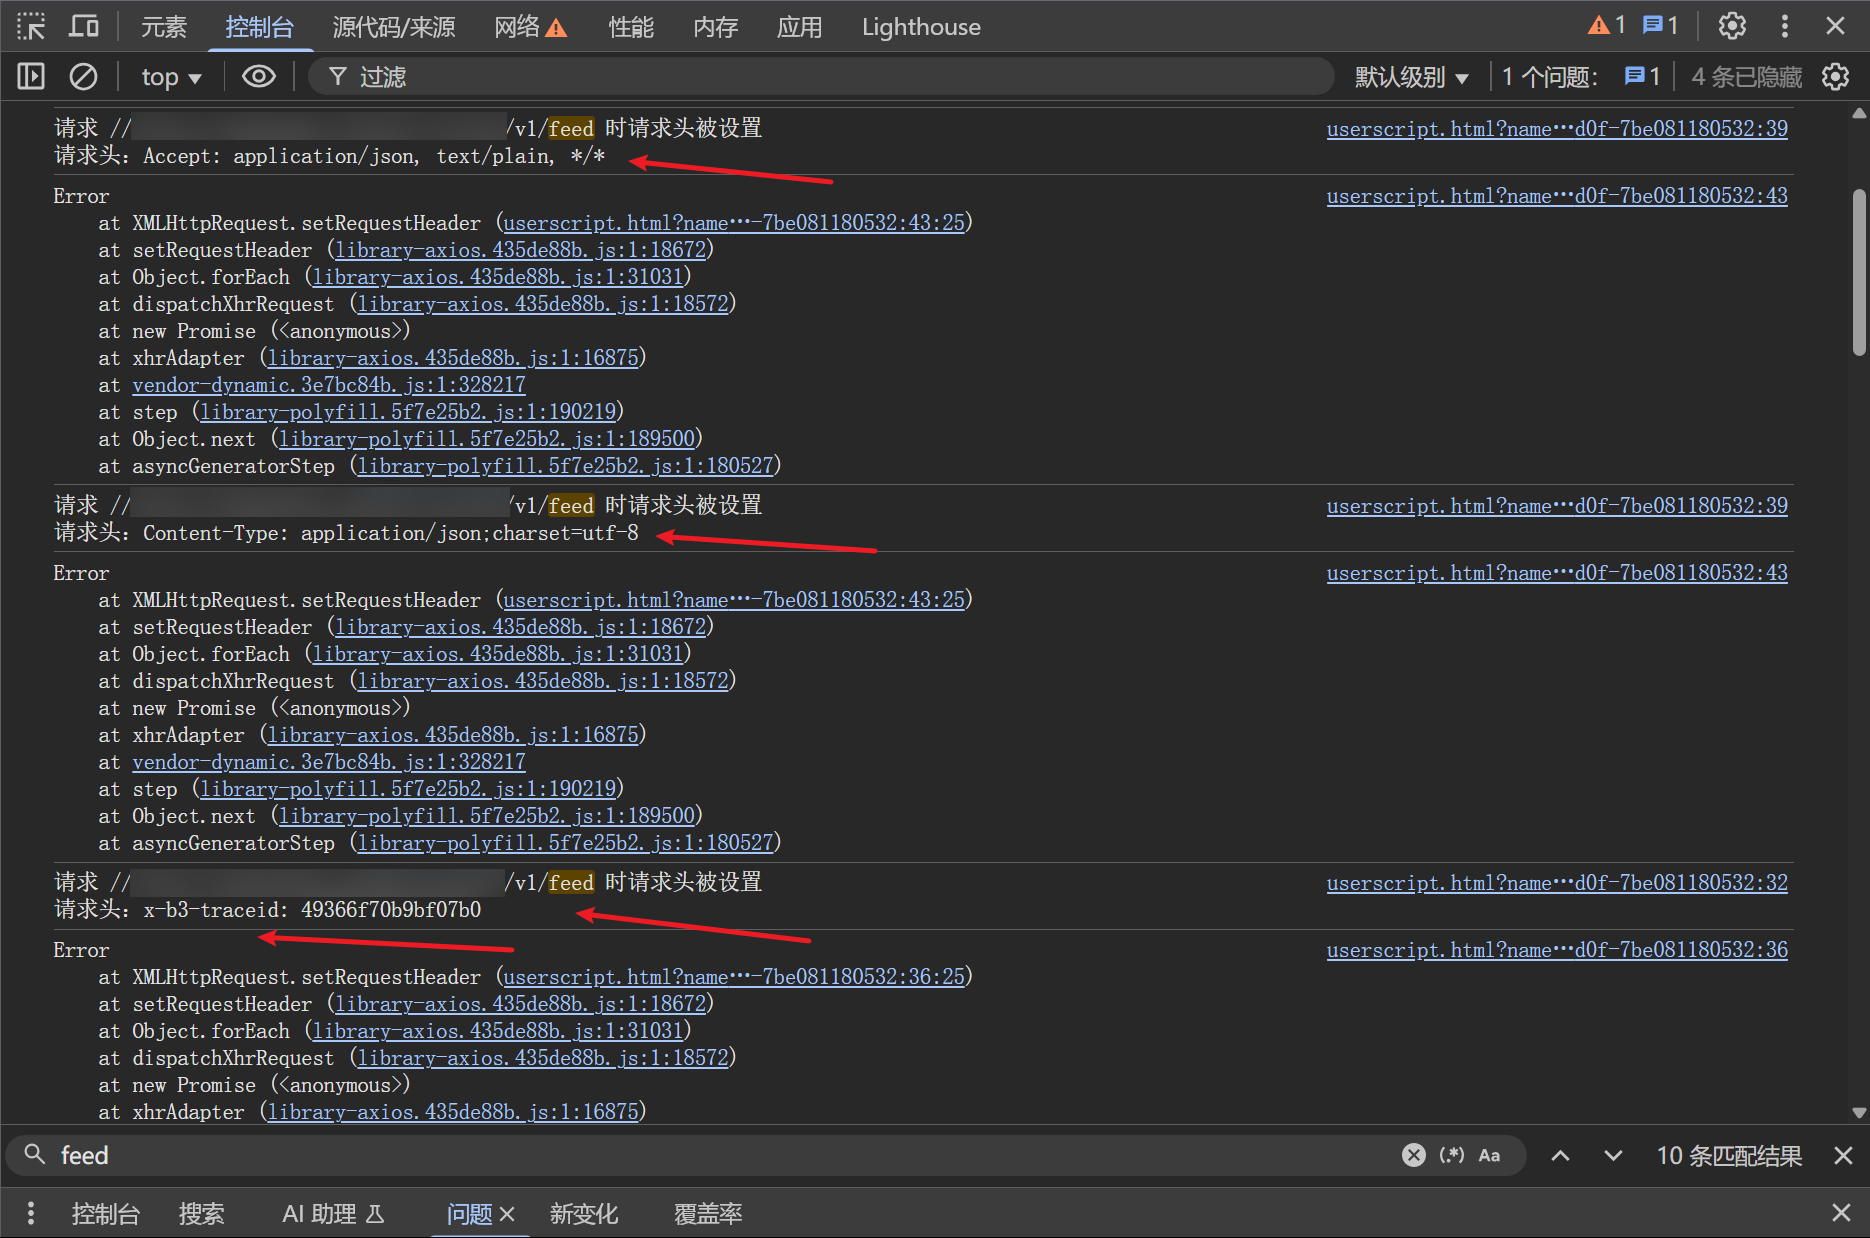 元素 控制台 源代码/来源 网络 性能 内存 应用 Lighthouse 1 1
top 过滤 默认级别 1 个问题： 1 4 条已隐藏
请求 // /v1/feed 时请求头被设置 userscript.html?name…d0f-7be081180532:39
请求头：Accept: application/json, text/plain, */*
Error userscript.html?name…d0f-7be081180532:43
at XMLHttpRequest.setRequestHeader (userscript.html?name…-7be081180532:43:25)
at setRequestHeader (library-axios.435de88b.js:1:18672)
at Object.forEach (library-axios.435de88b.js:1:31031)
at dispatchXhrRequest (library-axios.435de88b.js:1:18572)
at new Promise (<anonymous>)
at xhrAdapter (library-axios.435de88b.js:1:16875)
at vendor-dynamic.3e7bc84b.js:1:328217
at step (library-polyfill.5f7e25b2.js:1:190219)
at Object.next (library-polyfill.5f7e25b2.js:1:189500)
at asyncGeneratorStep (library-polyfill.5f7e25b2.js:1:180527)
请求 // /v1/feed 时请求头被设置 userscript.html?name…d0f-7be081180532:39
请求头：Content-Type: application/json;charset=utf-8
Error userscript.html?name…d0f-7be081180532:43
at XMLHttpRequest.setRequestHeader (userscript.html?name…-7be081180532:43:25)
at setRequestHeader (library-axios.435de88b.js:1:18672)
at Object.forEach (library-axios.435de88b.js:1:31031)
at dispatchXhrRequest (library-axios.435de88b.js:1:18572)
at new Promise (<anonymous>)
at xhrAdapter (library-axios.435de88b.js:1:16875)
at vendor-dynamic.3e7bc84b.js:1:328217
at step (library-polyfill.5f7e25b2.js:1:190219)
at Object.next (library-polyfill.5f7e25b2.js:1:189500)
at asyncGeneratorStep (library-polyfill.5f7e25b2.js:1:180527)
请求 // /v1/feed 时请求头被设置 userscript.html?name…d0f-7be081180532:32
请求头：x-b3-traceid: 49366f70b9bf07b0
Error userscript.html?name…d0f-7be081180532:36
at XMLHttpRequest.setRequestHeader (userscript.html?name…-7be081180532:36:25)
at setRequestHeader (library-axios.435de88b.js:1:18672)
at Object.forEach (library-axios.435de88b.js:1:31031)
at dispatchXhrRequest (library-axios.435de88b.js:1:18572)
at new Promise (<anonymous>)
at xhrAdapter (library-axios.435de88b.js:1:16875)
feed (.*) Aa 10 条匹配结果
控制台 搜索 AI 助理 问题 新变化 覆盖率